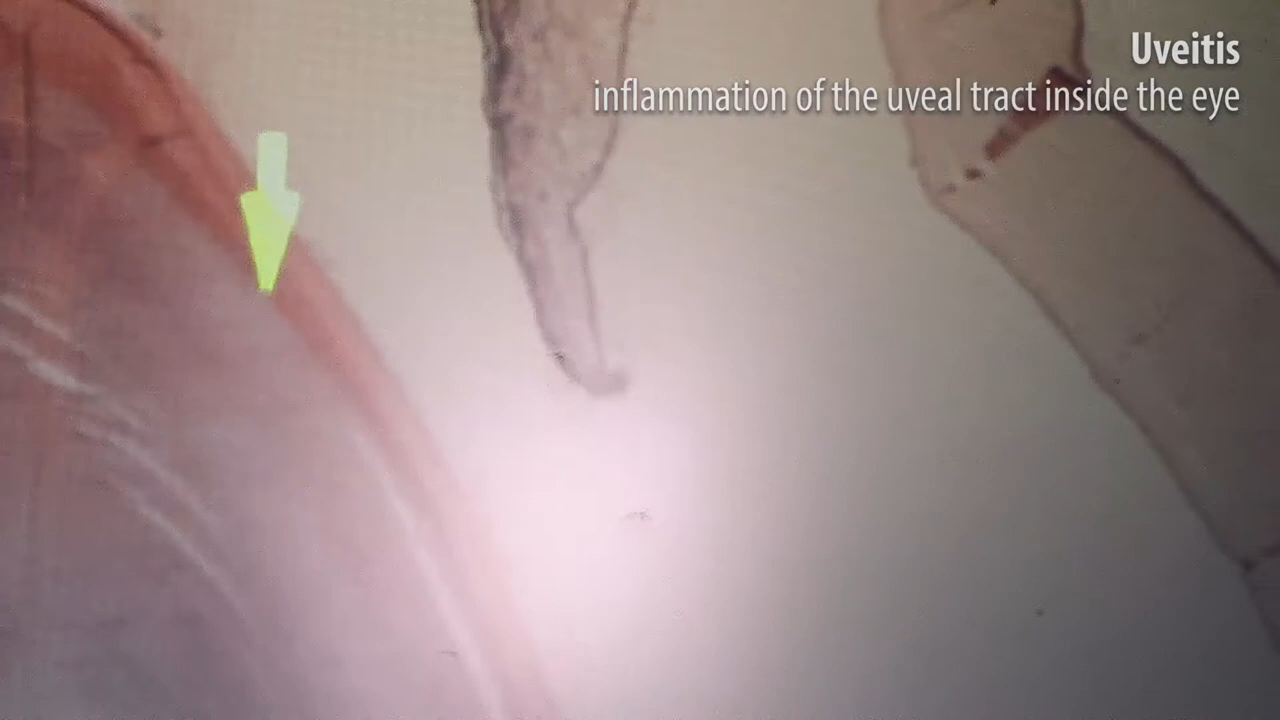 Uveitis
inflammation of the uveal tract inside the eye